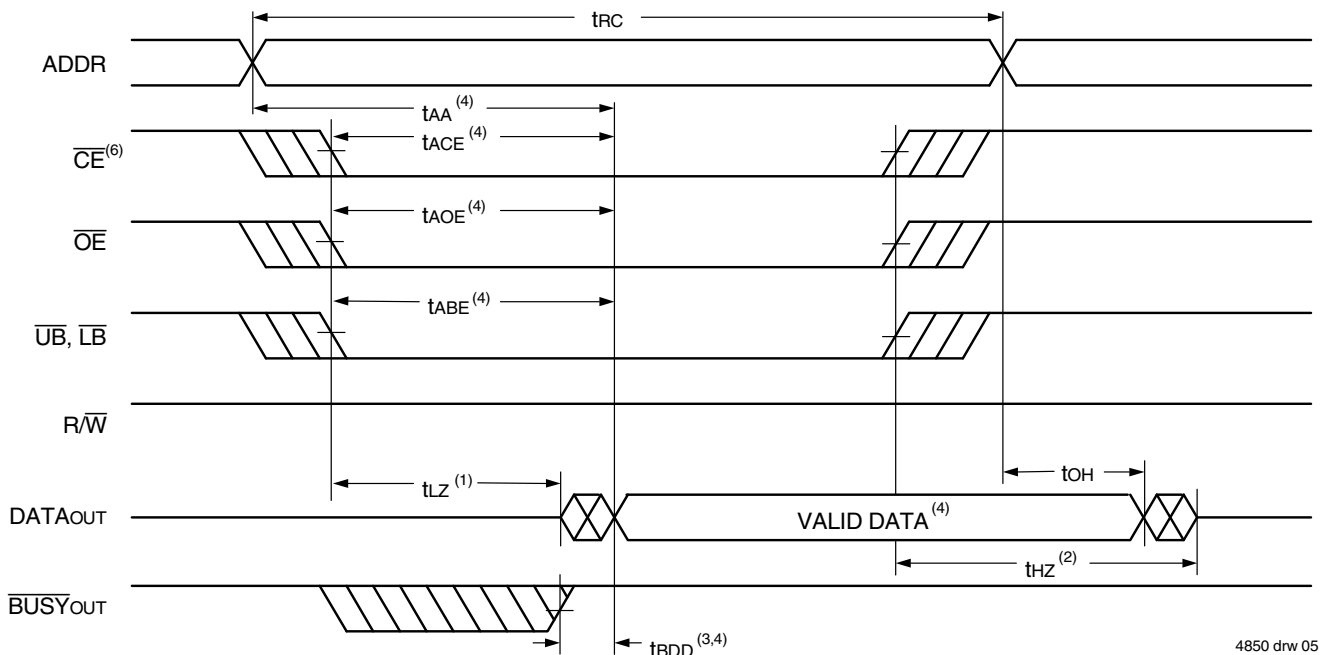 tRC
ADDR
tAA (4)
tACE (4)
CE(6)
tAOE (4)
OE
tABE (4)
UB, LB
R/W
tOH
tLZ (1)
DATAOUT
VALID DATA(4)
tHZ (2)
BUSYOUT
tBDD (3,4)
4850 drw 05